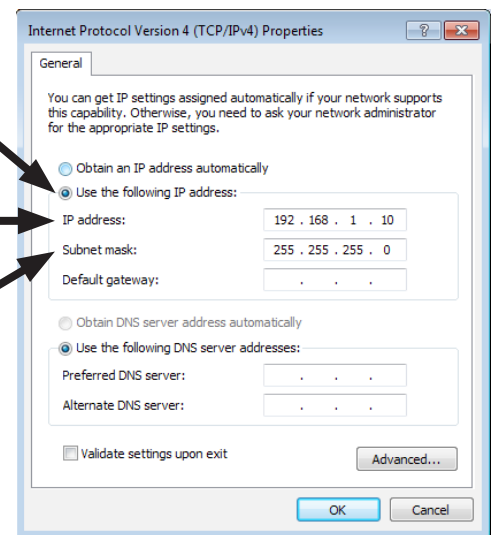 Internet Protocol Version 4 (TCP/IPv4) Properties
General
You can get IP settings assigned automatically if your network supports
this capability. Otherwise, you need to ask your network administrator
for the appropriate IP settings.
Obtain an IP address automatically
Use the following IP address:
IP address: 192 . 168 . 1 . 10
Subnet mask: 255 . 255 . 255 . 0
Default gateway: . . .
Obtain DNS server address automatically
Use the following DNS server addresses:
Preferred DNS server: . . .
Alternate DNS server: . . .
Validate settings upon exit
Advanced...
OK Cancel